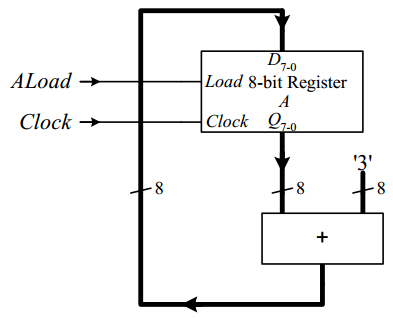 D7-0
ALoad
Load 8-bit Register
A
Clock
Clock Q7-0
'3'
8
8
8
+